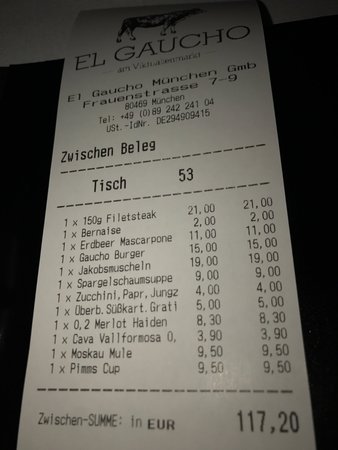 EL GAUCHO
am Viktualienmarkt
El Gaucho München Gmb
Frauenstrasse 7-9
80469 München
Tel: +49 (0)89 242 241 04
USt.-IdNr. DE294909415
Zwischen Beleg
Tisch 53
1 x 150g Filetsteak 21,00 21,00
1 x Bernaise 2,00 2,00
1 x Erdbeer Mascarpone 11,00 11,00
1 x Gaucho Burger 15,00 15,00
1 x Jakobsmuscheln 19,00 19,00
1 x Spargelschaumsuppe 9,00 9,00
1 x Zucchini,Papr,Jungz 4,00 4,00
1 x Überb.Süßkart.Grati 5,00 5,00
1 x 0,2 Merlot Haiden 8,30 8,30
1 x Cava Vallformosa 0, 3,90 3,90
1 x Moskau Mule 9,50 9,50
1 x Pimms Cup 9,50 9,50
Zwischen-SUMME: in EUR 117,20